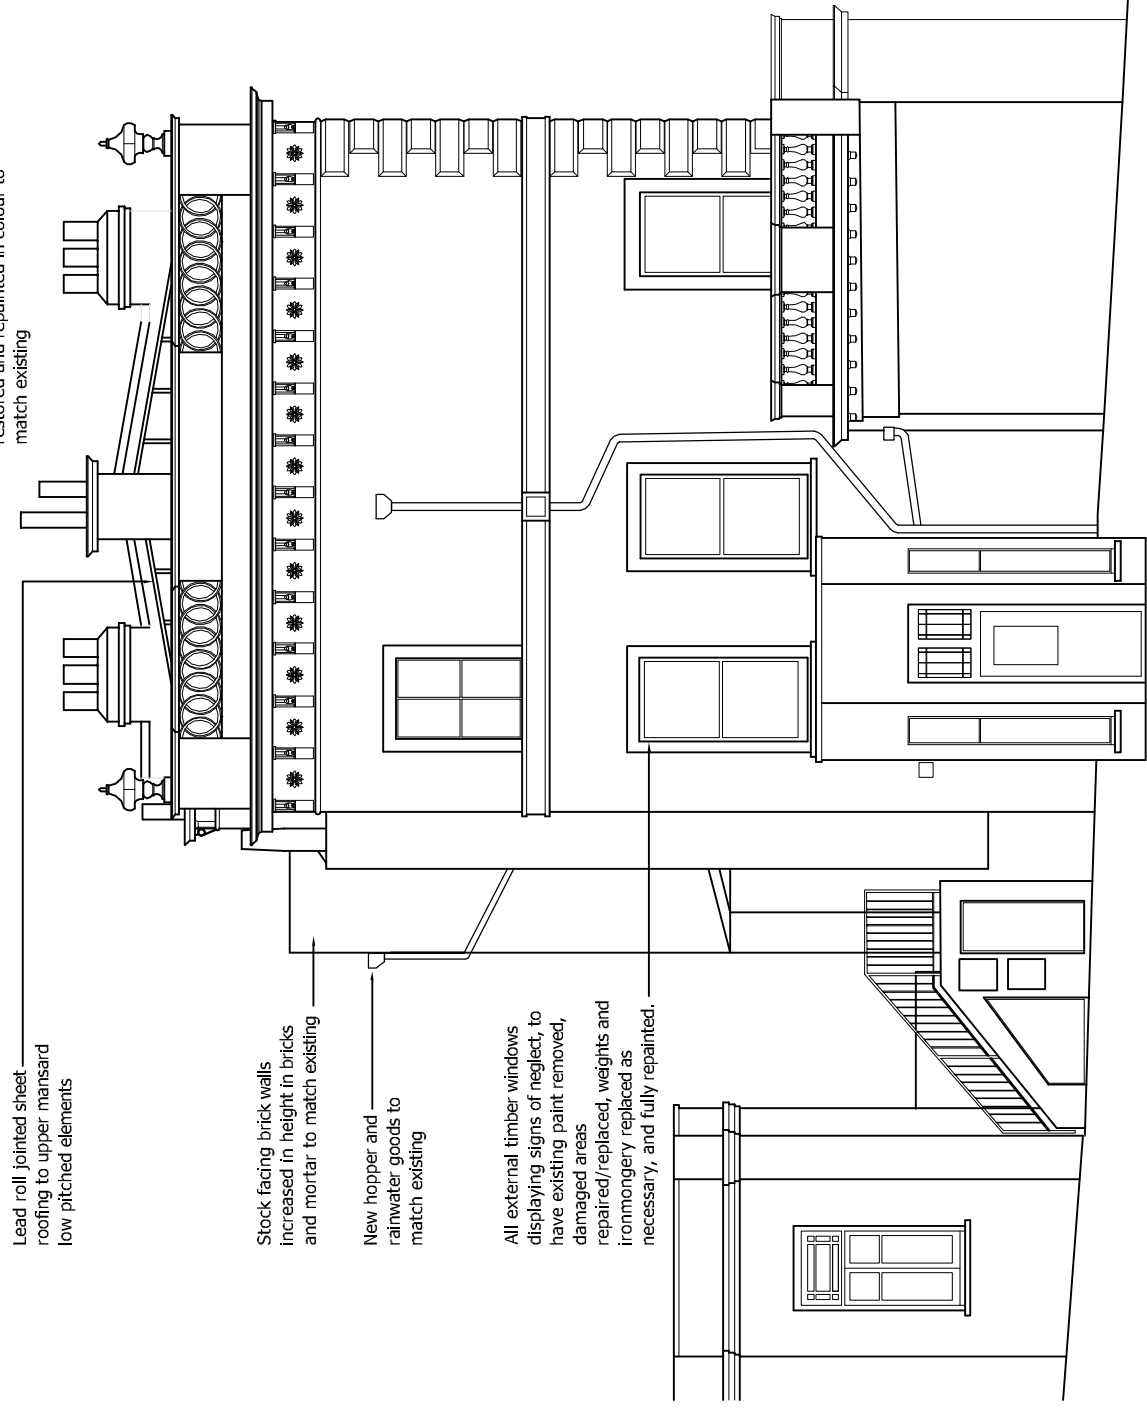 restored and repainted in colour to
match existing
Lead roll jointed sheet
roofing to upper mansard
low pitched elements
Stock facing brick walls
increased in height in bricks
and mortar to match existing
New hopper and
rainwater goods to
match existing
All external timber windows
displaying signs of neglect, to
have existing paint removed,
damaged areas
repaired/replaced, weights and
ironmongery replaced as
necessary, and fully repainted.